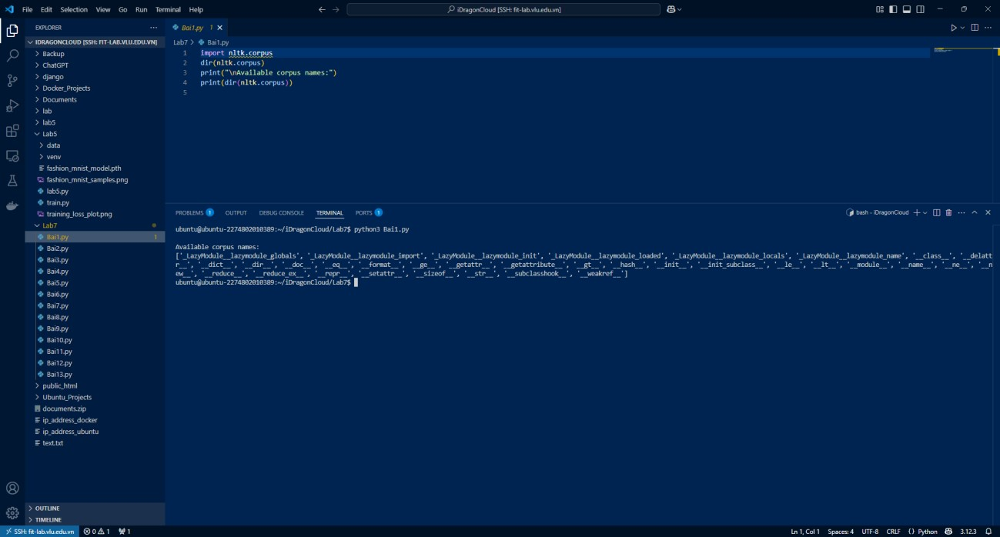 File Edit Selection View Go Run Terminal Help
iDragonCloud [SSH: fit-lab.vlu.edu.vn]
EXPLORER
IDRAGONCLOUD [SSH: FIT-LAB.VLU.EDU.VN]
Backup
ChatGPT
django
Docker_Projects
Documents
lab
lab5
Lab5
data
venv
fashion_mnist_model.pth
fashion_mnist_samples.png
lab5.py
train.py
training_loss_plot.png
Lab7
Bai1.py 1
Bai2.py
Bai3.py
Bai4.py
Bai5.py
Bai6.py
Bai7.py
Bai8.py
Bai9.py
Bai10.py
Bai11.py
Bai12.py
Bai13.py
public_html
Ubuntu_Projects
documents.zip
ip_address_docker
ip_address_ubuntu
text.txt
OUTLINE
TIMELINE
Bai1.py 1
Lab7 > Bai1.py
1 import nltk.corpus
2 dir(nltk.corpus)
3 print("\nAvailable corpus names:")
4 print(dir(nltk.corpus))
5
PROBLEMS 1 OUTPUT DEBUG CONSOLE TERMINAL PORTS 1
bash - iDragonCloud
ubuntu@ubuntu-2274802010389:~/iDragonCloud/Lab7$ python3 Bai1.py
Available corpus names:
['_LazyModule__lazymodule_globals', '_LazyModule__lazymodule_import', '_LazyModule__lazymodule_init', '_LazyModule__lazymodule_loaded', '_LazyModule__lazymodule_locals', '_LazyModule__lazymodule_name', '__class__', '__delatt
r__', '__dict__', '__dir__', '__doc__', '__eq__', '__format__', '__ge__', '__getattr__', '__getattribute__', '__gt__', '__hash__', '__init__', '__init_subclass__', '__le__', '__lt__', '__module__', '__name__', '__ne__', '__n
ew__', '__reduce__', '__reduce_ex__', '__repr__', '__setattr__', '__sizeof__', '__str__', '__subclasshook__', '__weakref__']
ubuntu@ubuntu-2274802010389:~/iDragonCloud/Lab7$
SSH: fit-lab.vlu.edu.vn 0 1 1 Ln 1, Col 1 Spaces: 4 UTF-8 CRLF {} Python 3.12.3